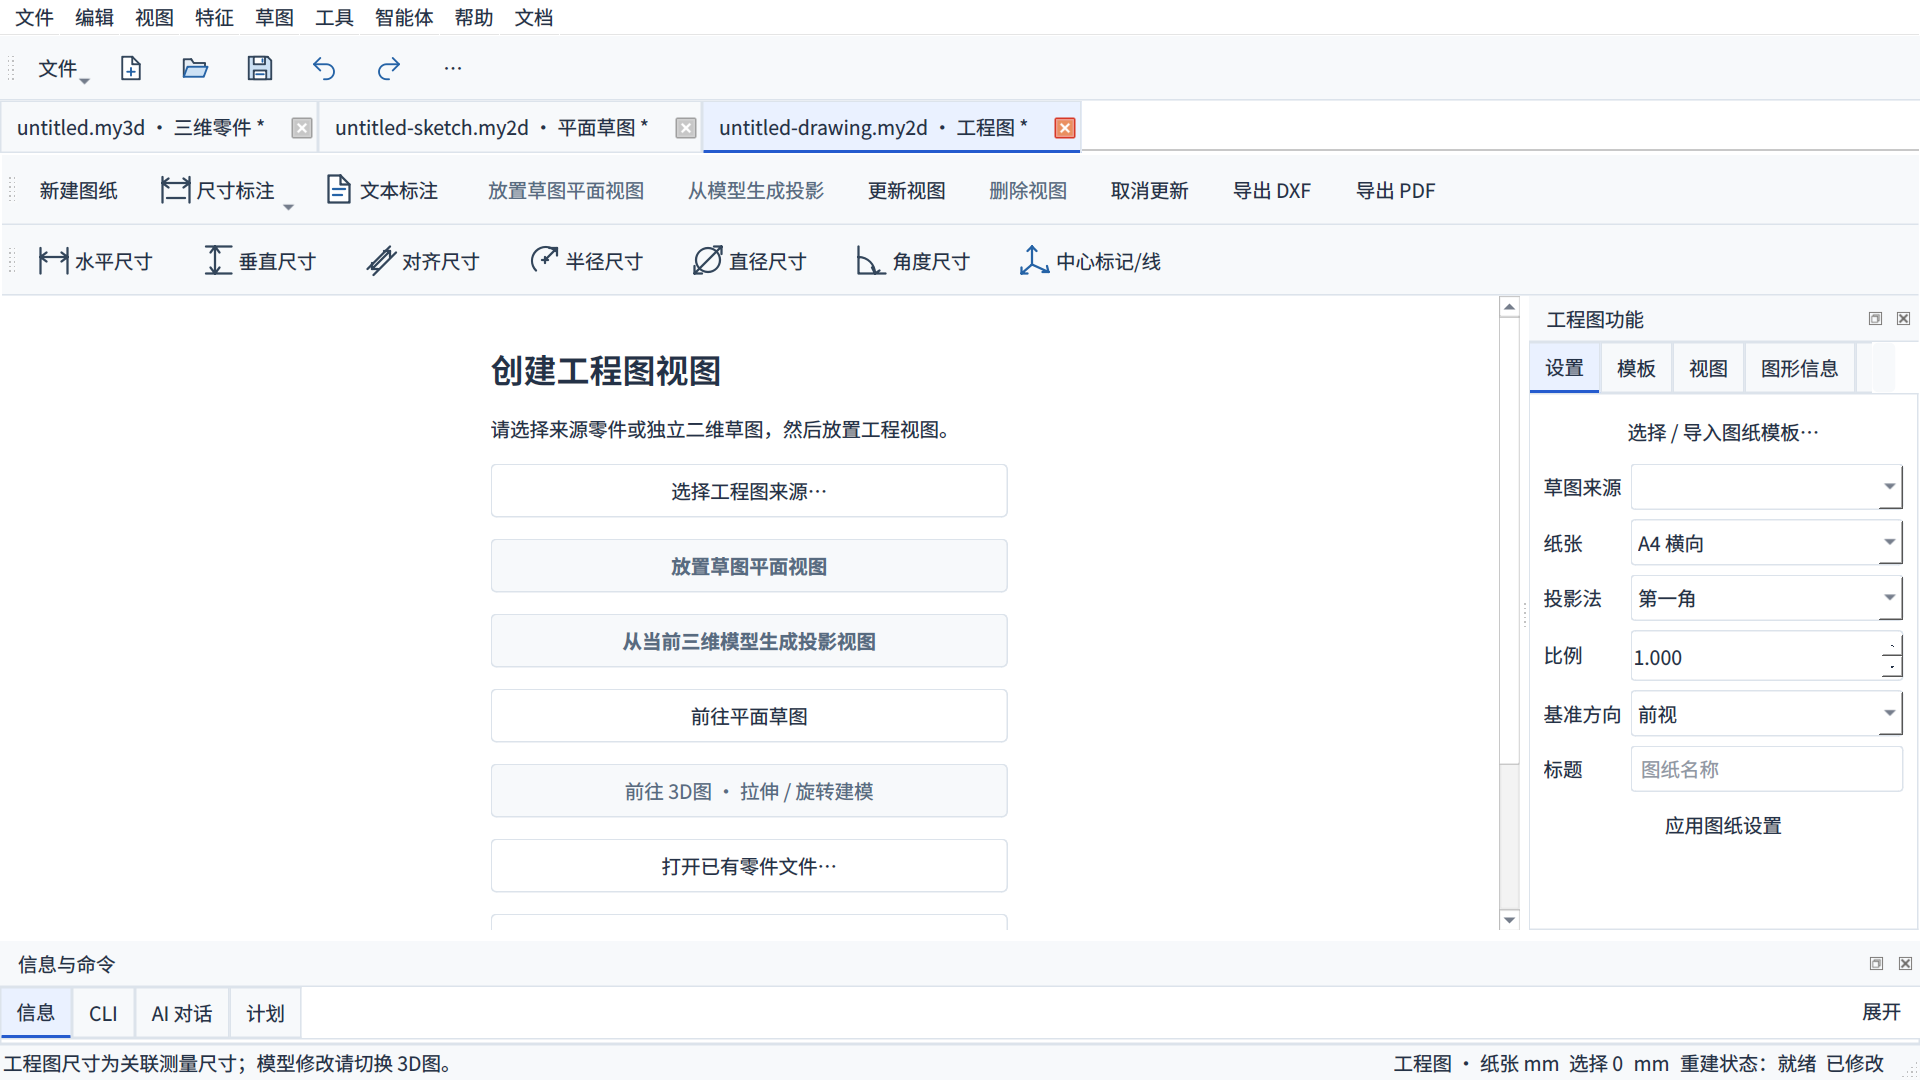 文件 编辑 视图 特征 草图 工具 智能体 帮助 文档
文件 ···
untitled.my3d • 三维零件 * untitled-sketch.my2d • 平面草图 * untitled-drawing.my2d • 工程图 *
新建图纸 尺寸标注 文本标注 放置草图平面视图 从模型生成投影 更新视图 删除视图 取消更新 导出 DXF 导出 PDF
水平尺寸 垂直尺寸 对齐尺寸 半径尺寸 直径尺寸 角度尺寸 中心标记/线
创建工程图视图
请选择来源零件或独立二维草图，然后放置工程视图。
选择工程图来源…
放置草图平面视图
从当前三维模型生成投影视图
前往平面草图
前往 3D图 • 拉伸 / 旋转建模
打开已有零件文件…
工程图功能
设置 模板 视图 图形信息
选择 / 导入图纸模板…
草图来源
纸张 A4 横向
投影法 第一角
比例 1.000
基准方向 前视
标题 图纸名称
应用图纸设置
信息与命令
信息 CLI AI 对话 计划 展开
工程图尺寸为关联测量尺寸；模型修改请切换 3D图。 工程图 • 纸张 mm 选择 0 mm 重建状态：就绪 已修改